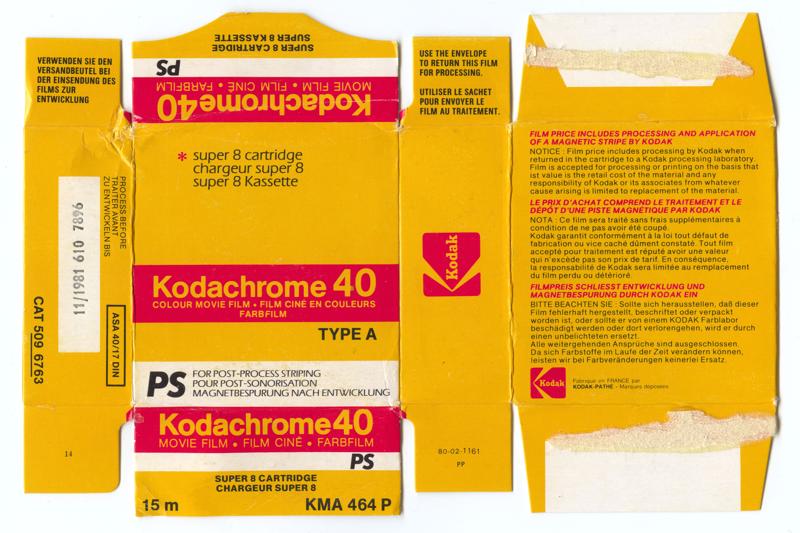 VERWENDEN SIE DEN
VERSANDBEUTEL BEI
DER EINSENDUNG DES
FILMS ZUR
ENTWICKLUNG
PROCESS BEFORE
TRAITER AVANT
ZU ENTWICKELN BIS
11/1981 610 7896
ASA 40/17 DIN
CAT 509 6763
14
SUPER 8 CARTRIDGE
SUPER 8 KASSETTE
PS
MOVIE FILM • FILM CINÉ • FARBFILM
Kodachrome 40
* super 8 cartridge
chargeur super 8
super 8 Kassette
Kodachrome 40
COLOUR MOVIE FILM • FILM CINÉ EN COULEURS
FARBFILM
TYPE A
PS FOR POST-PROCESS STRIPING
POUR POST-SONORISATION
MAGNETBESPURUNG NACH ENTWICKLUNG
Kodachrome 40
MOVIE FILM • FILM CINÉ • FARBFILM
PS
SUPER 8 CARTRIDGE
CHARGEUR SUPER 8
15 m KMA 464 P
USE THE ENVELOPE
TO RETURN THIS FILM
FOR PROCESSING.
UTILISER LE SACHET
POUR ENVOYER LE
FILM AU TRAITEMENT.
Kodak
80-02-1161
PP
FILM PRICE INCLUDES PROCESSING AND APPLICATION
OF A MAGNETIC STRIPE BY KODAK
NOTICE : Film price includes processing by Kodak when
returned in the cartridge to a Kodak processing laboratory.
Film is accepted for processing or printing on the basis that
ist value is the retail cost of the material and any
responsibility of Kodak or its associates from whatever
cause arising is limited to replacement of the material.
LE PRIX D'ACHAT COMPREND LE TRAITEMENT ET LE
DÉPÔT D'UNE PISTE MAGNÉTIQUE PAR KODAK
NOTA : Ce film sera traité sans frais supplémentaires à
condition de ne pas avoir été coupé.
Kodak garantit conformément à la loi tout défaut de
fabrication ou vice caché dûment constaté. Tout film
accepté pour traitement est réputé avoir une valeur
qui n'excède pas son prix de tarif. En conséquence,
la responsabilité de Kodak sera limitée au remplacement
du film perdu ou détérioré.
FILMPREIS SCHLIESST ENTWICKLUNG UND
MAGNETBESPURUNG DURCH KODAK EIN
BITTE BEACHTEN SIE : Sollte sich herausstellen, daß dieser
Film fehlerhaft hergestellt, beschriftet oder verpackt
worden ist, oder sollte er von einem KODAK Farblabor
beschädigt werden oder dort verlorengehen, wird er durch
einen unbelichteten ersetzt.
Alle weitergehenden Ansprüche sind ausgeschlossen.
Da sich Farbstoffe im Laufe der Zeit verändern können,
leisten wir bei Farbveränderungen keinerlei Ersatz.
Kodak
Fabriqué en FRANCE par
KODAK-PATHÉ - Marques déposées